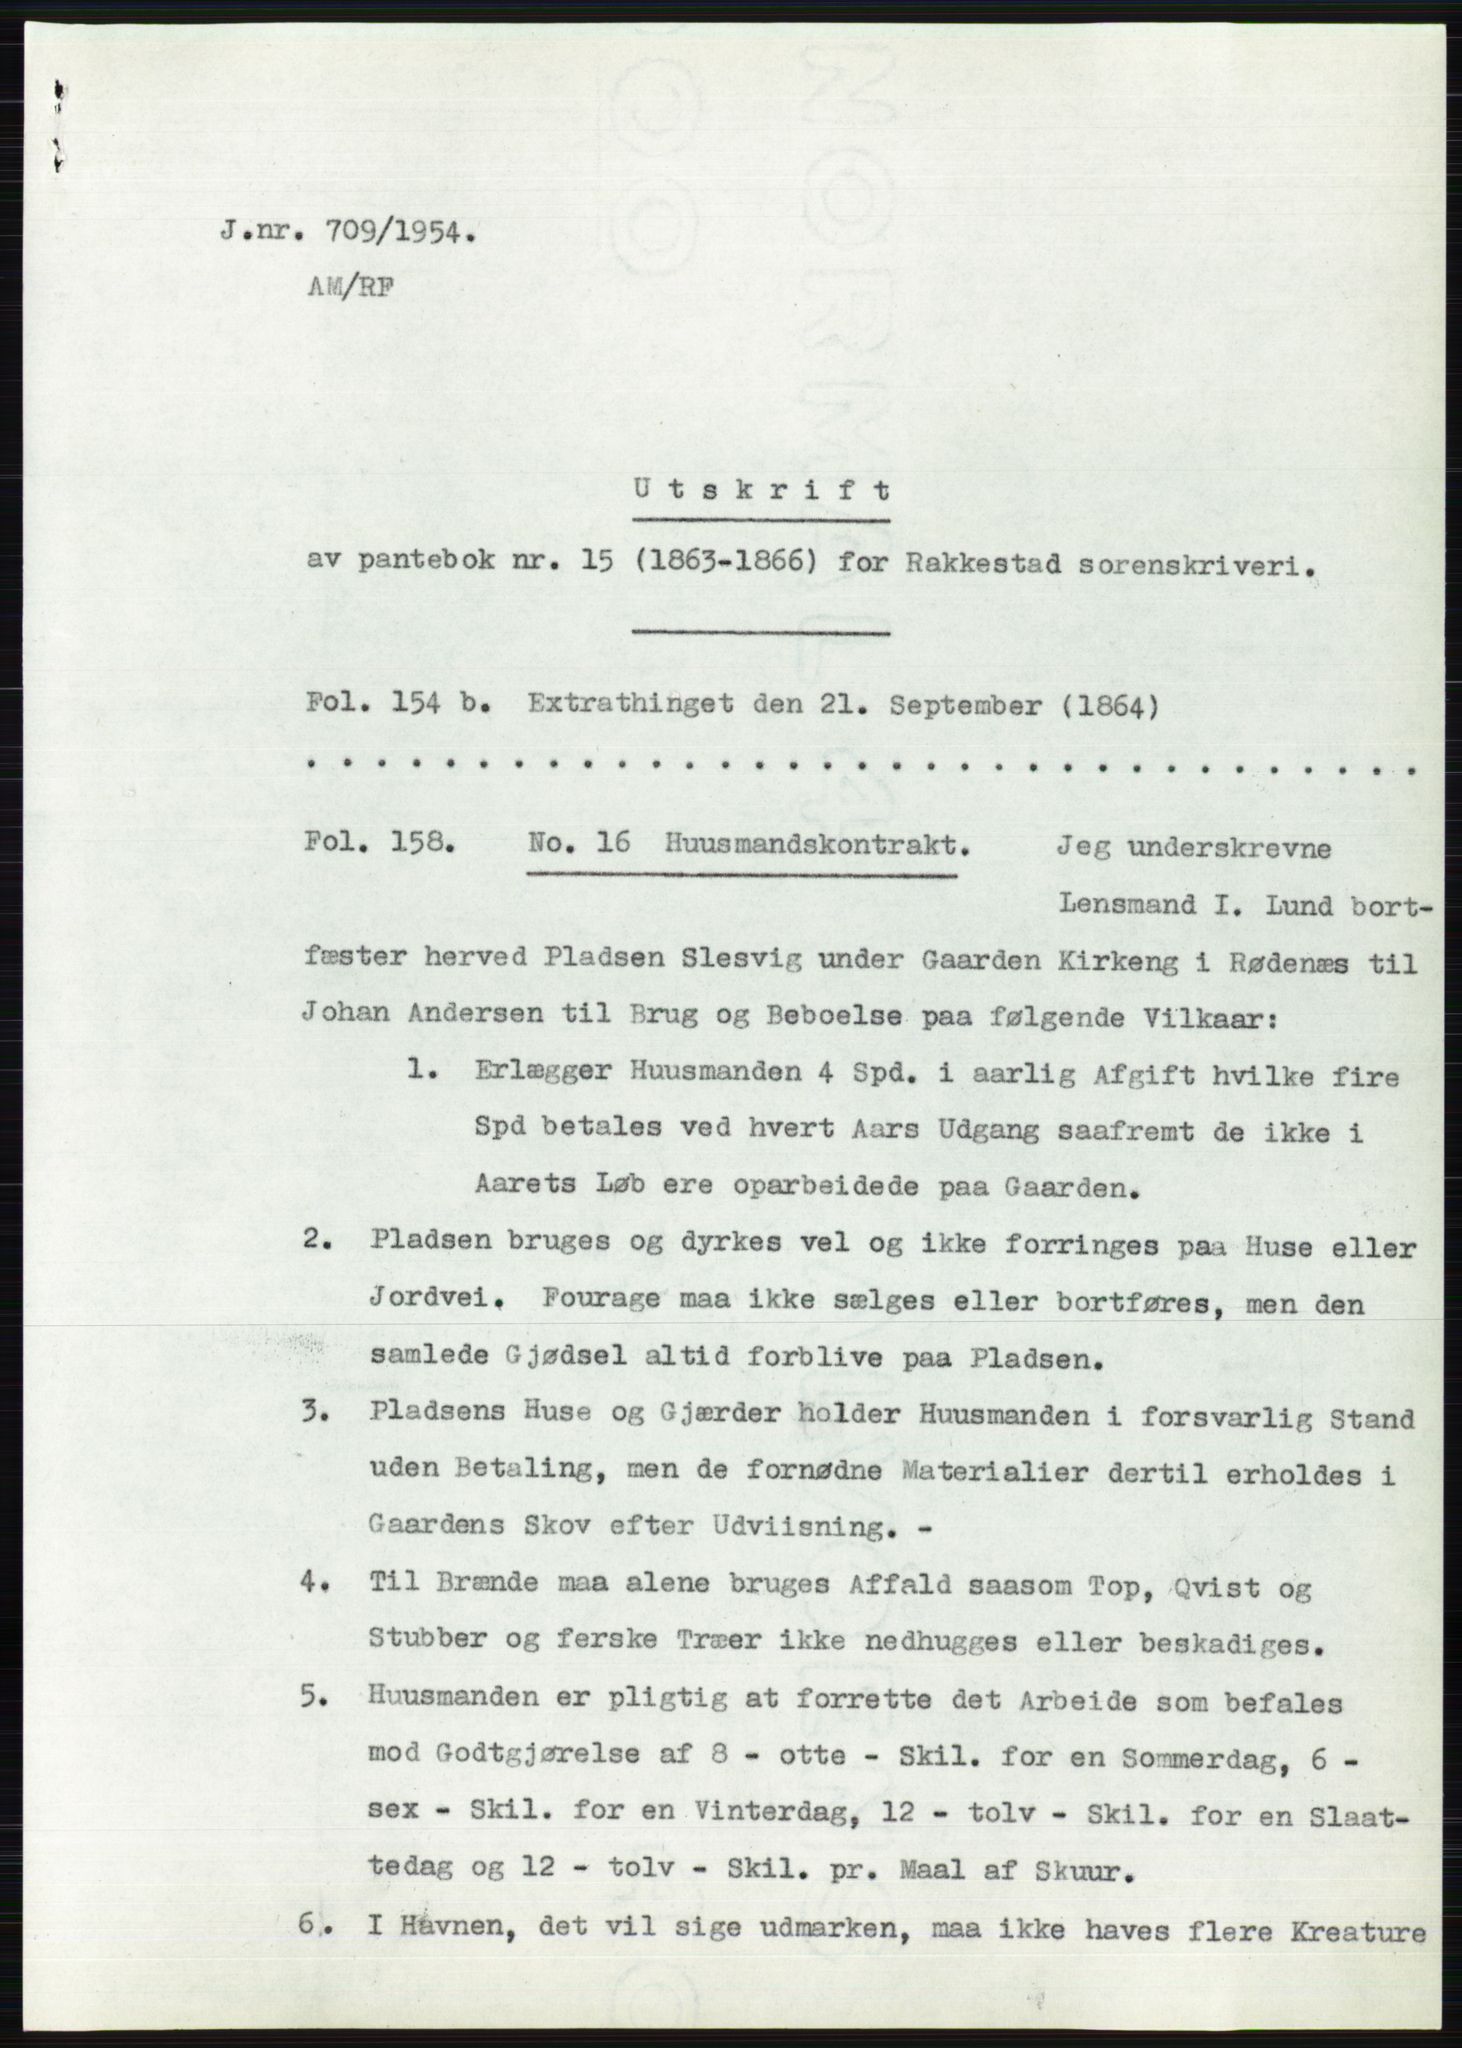 J.nr. 709/1954.
AM/RF
Utskrift
av pantebok nr. 15 (1863-1866) for Rakkestad sorenskriveri.
Fol. 154 b. Extrathinget den 21. September (1864)
. . . . . . . . . . . . . . . . . . . . . . . . . . . . . . . . .
Fol. 158. No. 16 Huusmandskontrakt. Jeg underskrevne
Lensmand I. Lund bort-
fæster herved Pladsen Slesvig under Gaarden Kirkeng i Rødenæs til
Johan Andersen til Brug og Beboelse paa følgende Vilkaar:
1. Erlægger Huusmanden 4 Spd. i aarlig Afgift hvilke fire
Spd betales ved hvert Aars Udgang saafremt de ikke i
Aarets Løb ere oparbeidede paa Gaarden.
2. Pladsen bruges og dyrkes vel og ikke forringes paa Huse eller
Jordvei. Fourage maa ikke sælges eller bortføres, men den
samlede Gjødsel altid forblive paa Pladsen.
3. Pladsens Huse og Gjærder holder Huusmanden i forsvarlig Stand
uden Betaling, men de fornødne Materialier dertil erholdes i
Gaardens Skov efter Udviisning. -
4. Til Brænde maa alene bruges Affald saasom Top, Qvist og
Stubber og ferske Træer ikke nedhugges eller beskadiges.
5. Huusmanden er pligtig at forrette det Arbeide som befales
mod Godtgjørelse af 8 - otte - Skil. for en Sommerdag, 6 -
sex - Skil. for en Vinterdag, 12 - tolv - Skil. for en Slaat-
tedag og 12 - tolv - Skil. pr. Maal af Skuur.
6. I Havnen, det vil sige udmarken, maa ikke haves flere Kreature